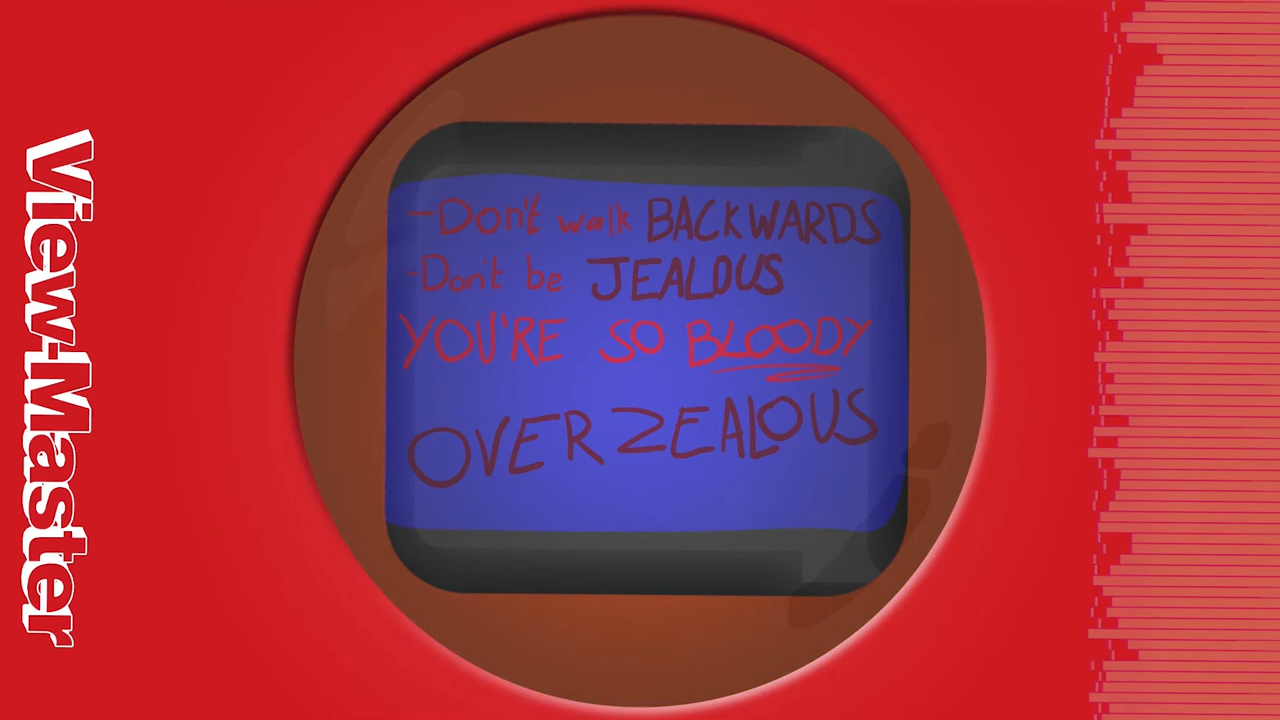 View-Master
-Don't walk BACKWARDS
-Don't be JEALOUS
YOU'RE SO BLOODY
OVERZEALOUS